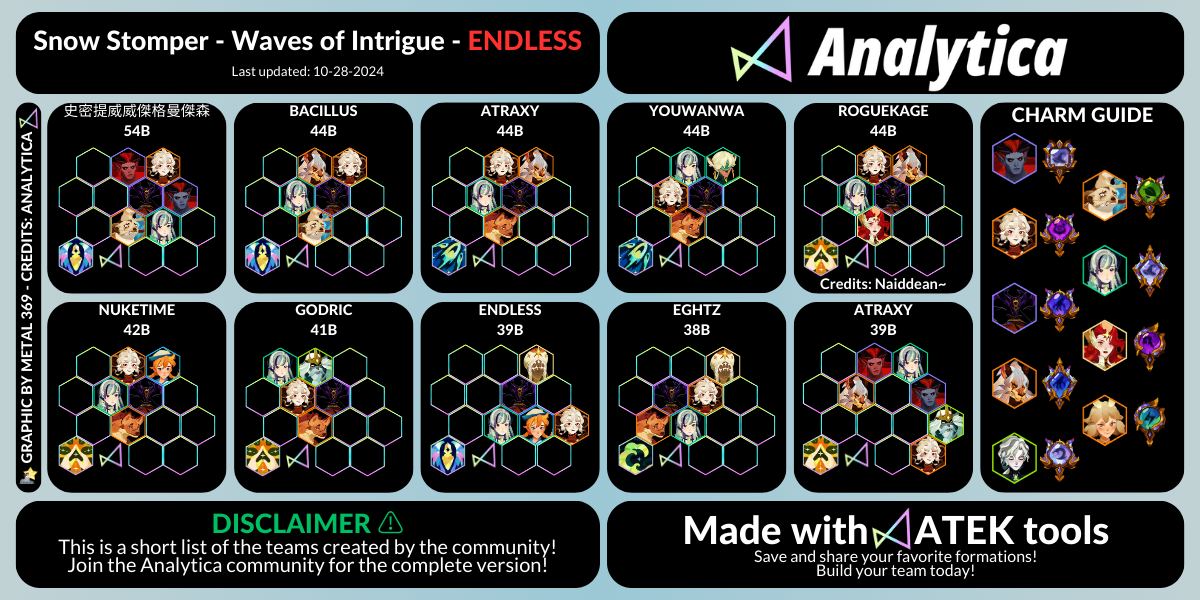 Snow Stomper - Waves of Intrigue - ENDLESS
Last updated: 10-28-2024
Analytica
GRAPHIC BY METAL 369 - CREDITS: ANALYTICA
史密提威威傑格曼傑森
54B
BACILLUS
44B
ATRAXY
44B
YOUWANWA
44B
ROGUEKAGE
44B
Credits: Naiddean~
NUKETIME
42B
GODRIC
41B
ENDLESS
39B
EGHTZ
38B
ATRAXY
39B
CHARM GUIDE
DISCLAIMER
This is a short list of the teams created by the community!
Join the Analytica community for the complete version!
Made with ATEK tools
Save and share your favorite formations!
Build your team today!